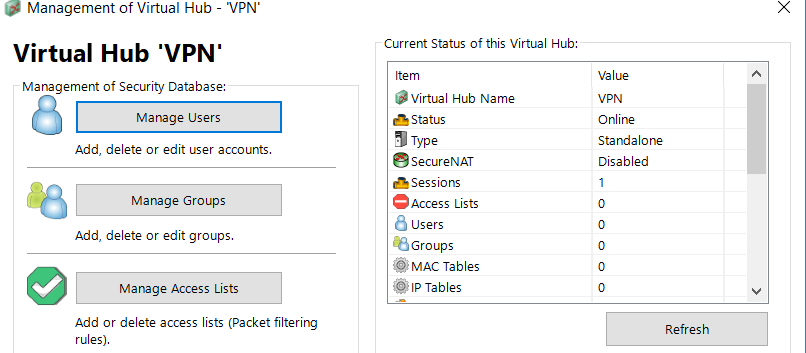 Management of Virtual Hub - 'VPN'
Virtual Hub 'VPN'
Management of Security Database:
Manage Users
Add, delete or edit user accounts.
Manage Groups
Add, delete or edit groups.
Manage Access Lists
Add or delete access lists (Packet filtering
rules).
Current Status of this Virtual Hub:
Item Value
Virtual Hub Name VPN
Status Online
Type Standalone
SecureNAT Disabled
Sessions 1
Access Lists 0
Users 0
Groups 0
MAC Tables 0
IP Tables 0
Refresh